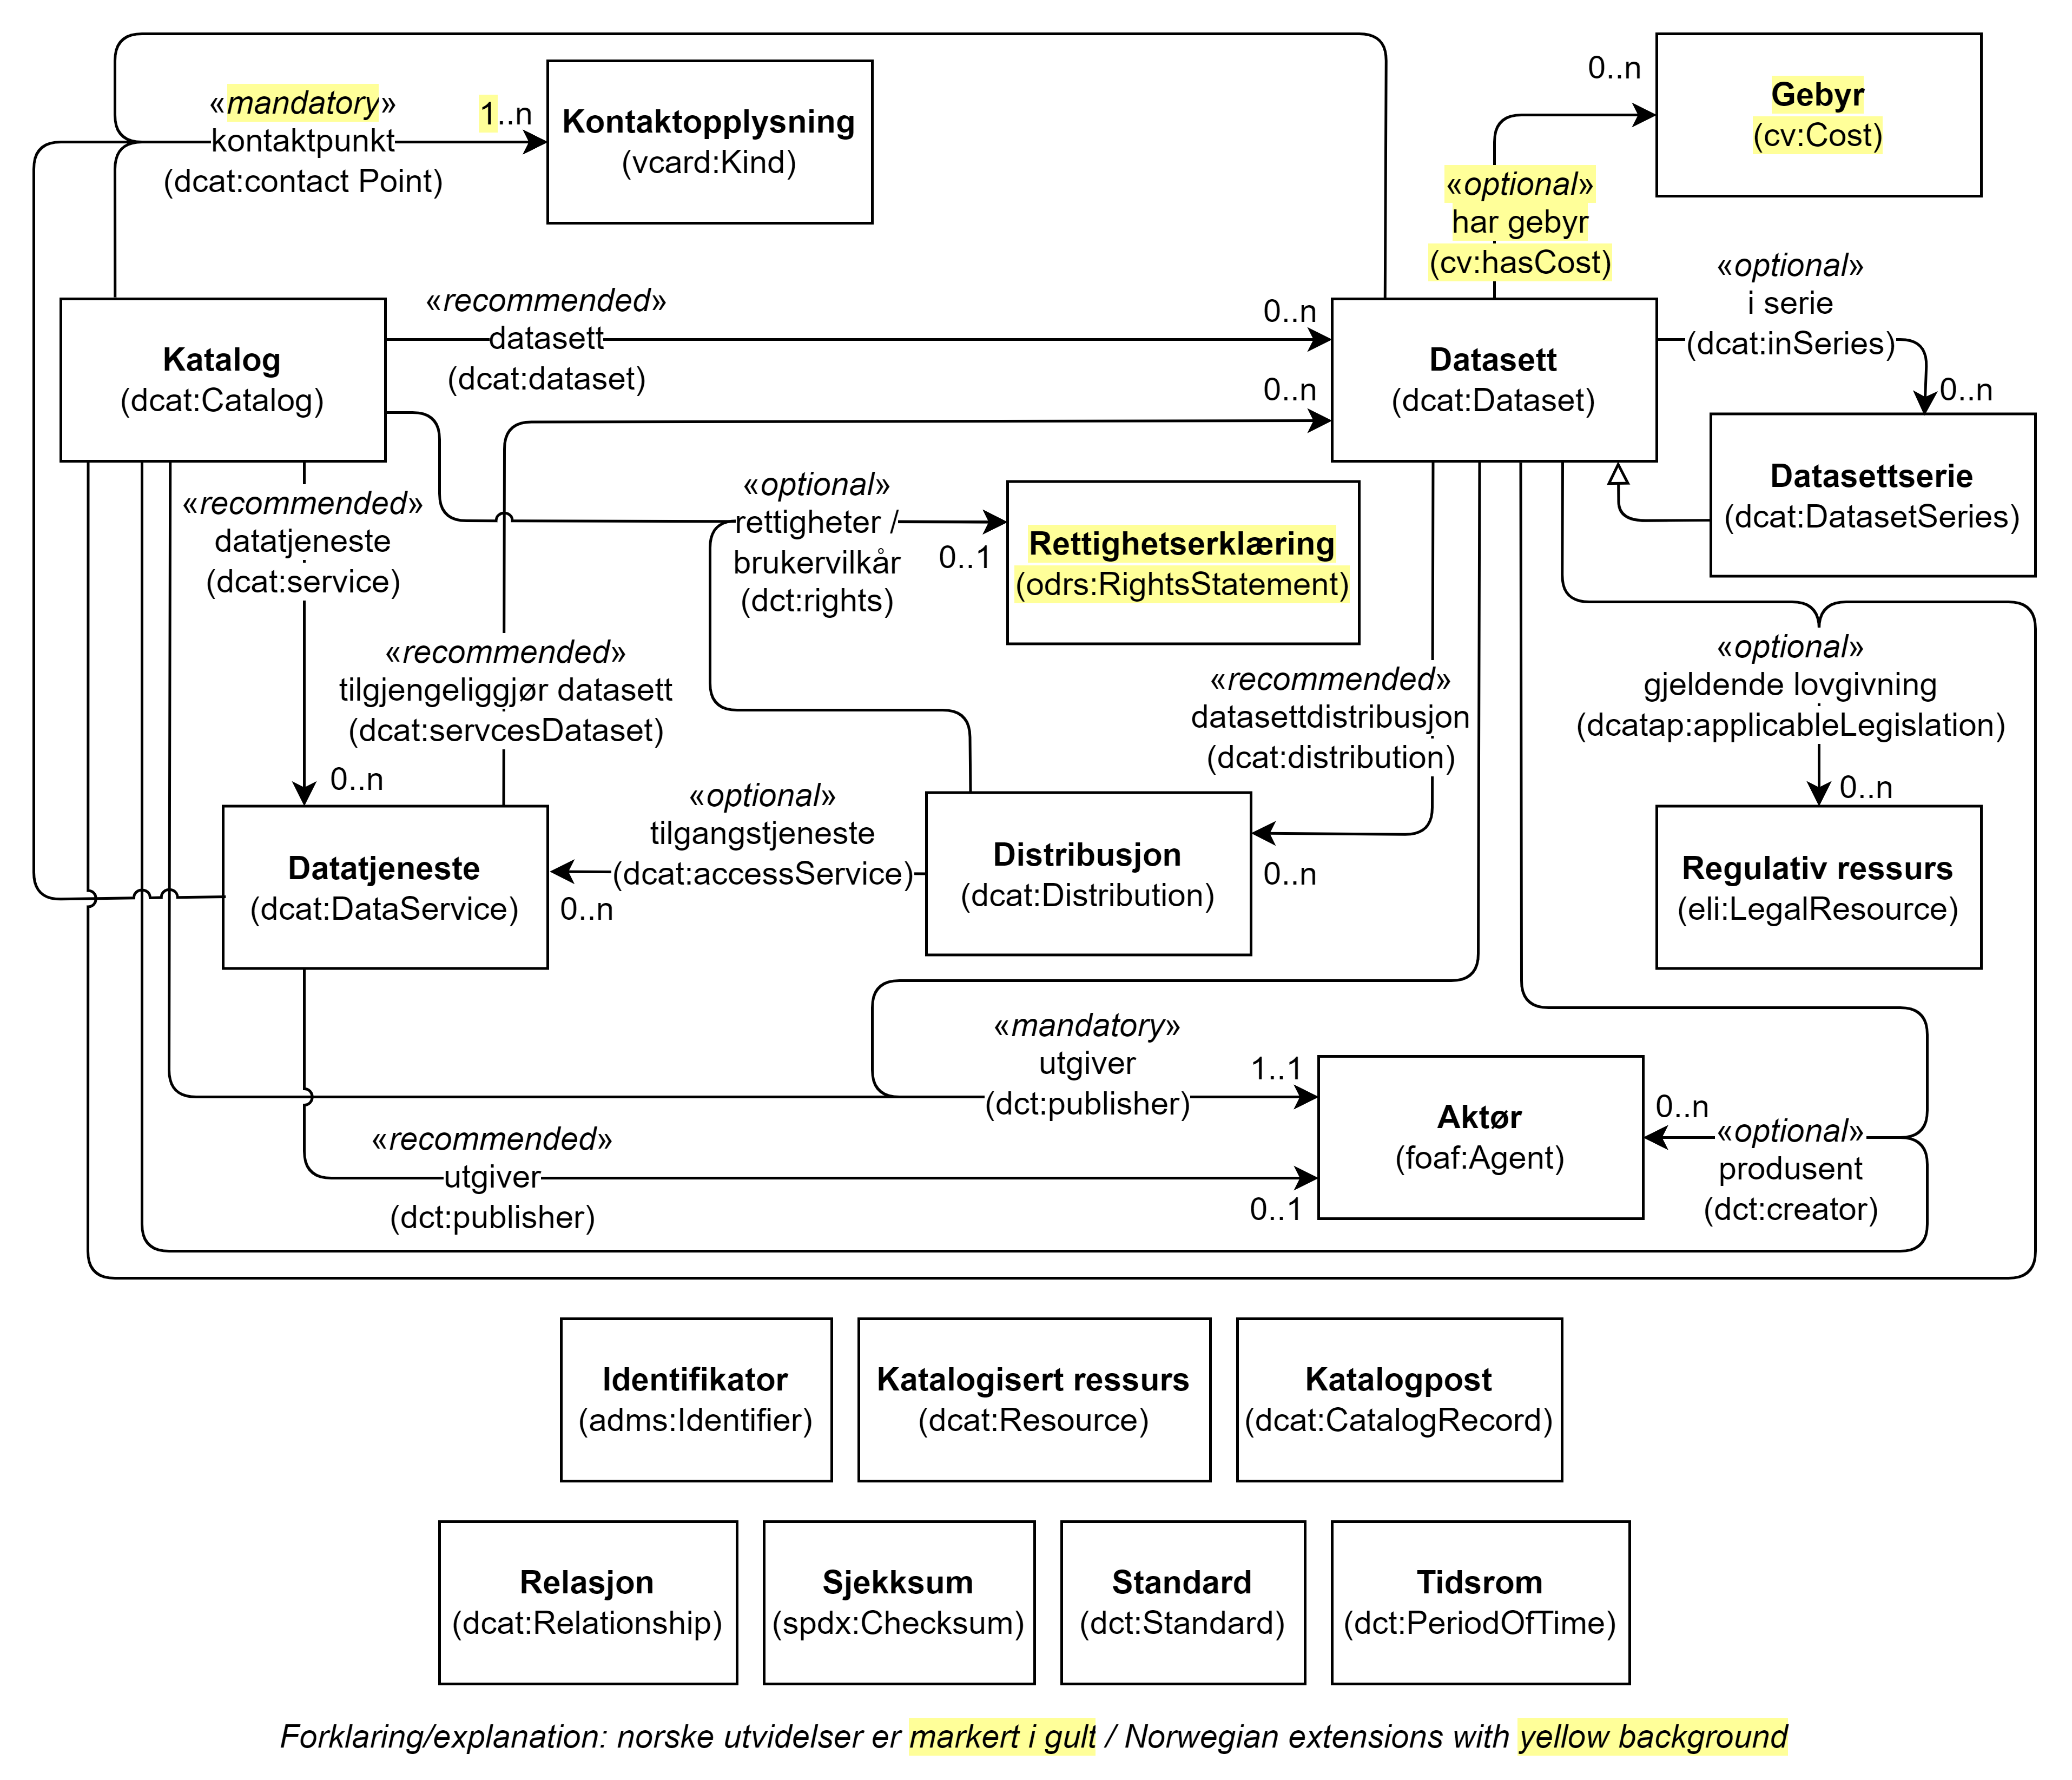 «mandatory»
kontaktpunkt
(dcat:contact Point)
1..n
Kontaktopplysning
(vcard:Kind)
0..n
Gebyr
(cv:Cost)
«optional»
har gebyr
(cv:hasCost)
«optional»
i serie
(dcat:inSeries)
0..n
Katalog
(dcat:Catalog)
«recommended»
datasett
(dcat:dataset)
0..n
0..n
Datasett
(dcat:Dataset)
Datasettserie
(dcat:DatasetSeries)
«recommended»
datatjeneste
(dcat:service)
0..n
«optional»
rettigheter /
brukervilkår
(dct:rights)
0..1
Rettighetserklæring
(odrs:RightsStatement)
«recommended»
tilgjengeliggjør datasett
(dcat:servcesDataset)
«recommended»
datasettdistribusjon
(dcat:distribution)
0..n
«optional»
gjeldende lovgivning
(dcatap:applicableLegislation)
0..n
Datatjeneste
(dcat:DataService)
«optional»
tilgangstjeneste
(dcat:accessService)
0..n
Distribusjon
(dcat:Distribution)
Regulativ ressurs
(eli:LegalResource)
«mandatory»
utgiver
(dct:publisher)
1..1
«recommended»
utgiver
(dct:publisher)
0..1
Aktør
(foaf:Agent)
0..n
«optional»
produsent
(dct:creator)
Identifikator
(adms:Identifier)
Katalogisert ressurs
(dcat:Resource)
Katalogpost
(dcat:CatalogRecord)
Relasjon
(dcat:Relationship)
Sjekksum
(spdx:Checksum)
Standard
(dct:Standard)
Tidsrom
(dct:PeriodOfTime)
Forklaring/explanation: norske utvidelser er markert i gult / Norwegian extensions with yellow background